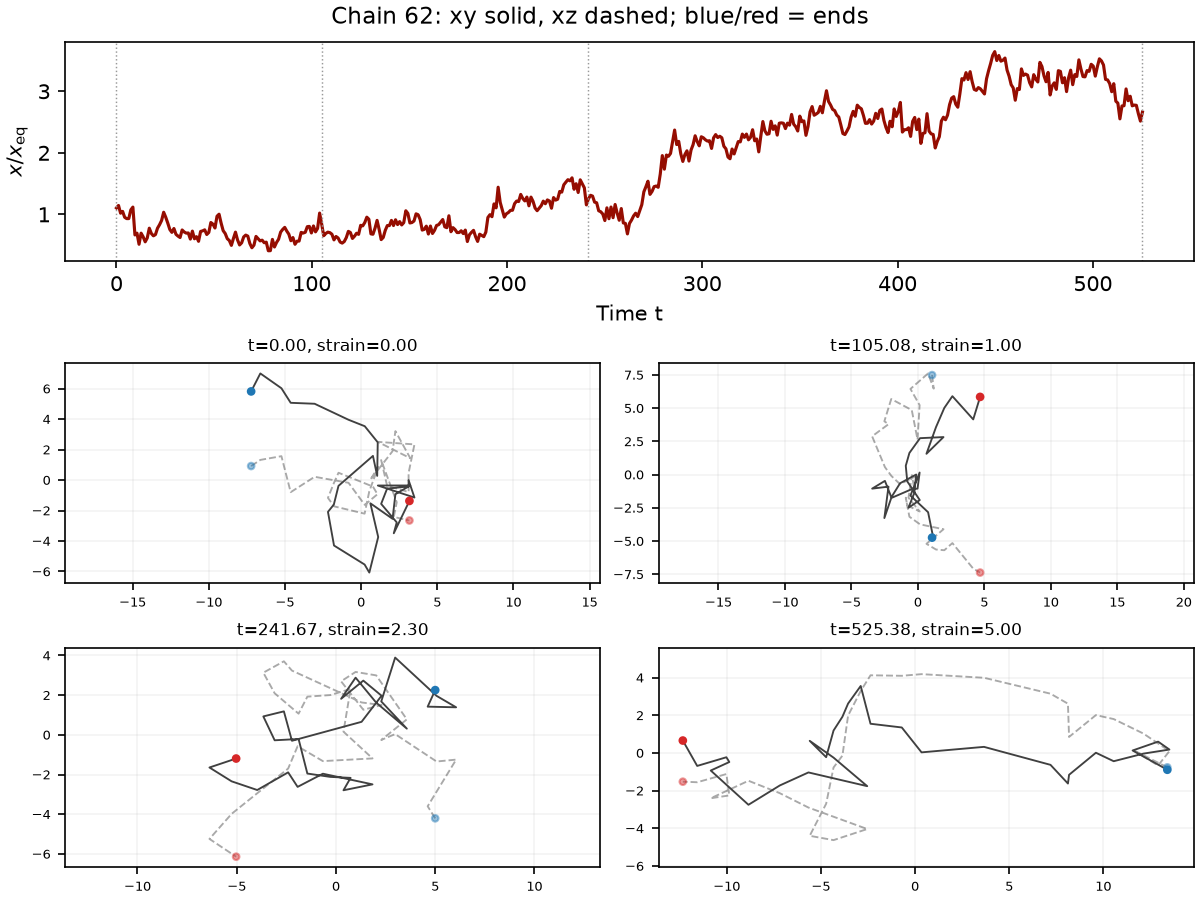 Chain 62: xy solid, xz dashed; blue/red = ends
x/x_eq
3
2
1
0 100 200 300 400 500
Time t
t=0.00, strain=0.00
6
4
2
0
−2
−4
−6
−15 −10 −5 0 5 10 15
t=105.08, strain=1.00
7.5
5.0
2.5
0.0
−2.5
−5.0
−7.5
−15 −10 −5 0 5 10 15 20
t=241.67, strain=2.30
4
2
0
−2
−4
−6
−10 −5 0 5 10
t=525.38, strain=5.00
4
2
0
−2
−4
−6
−10 −5 0 5 10